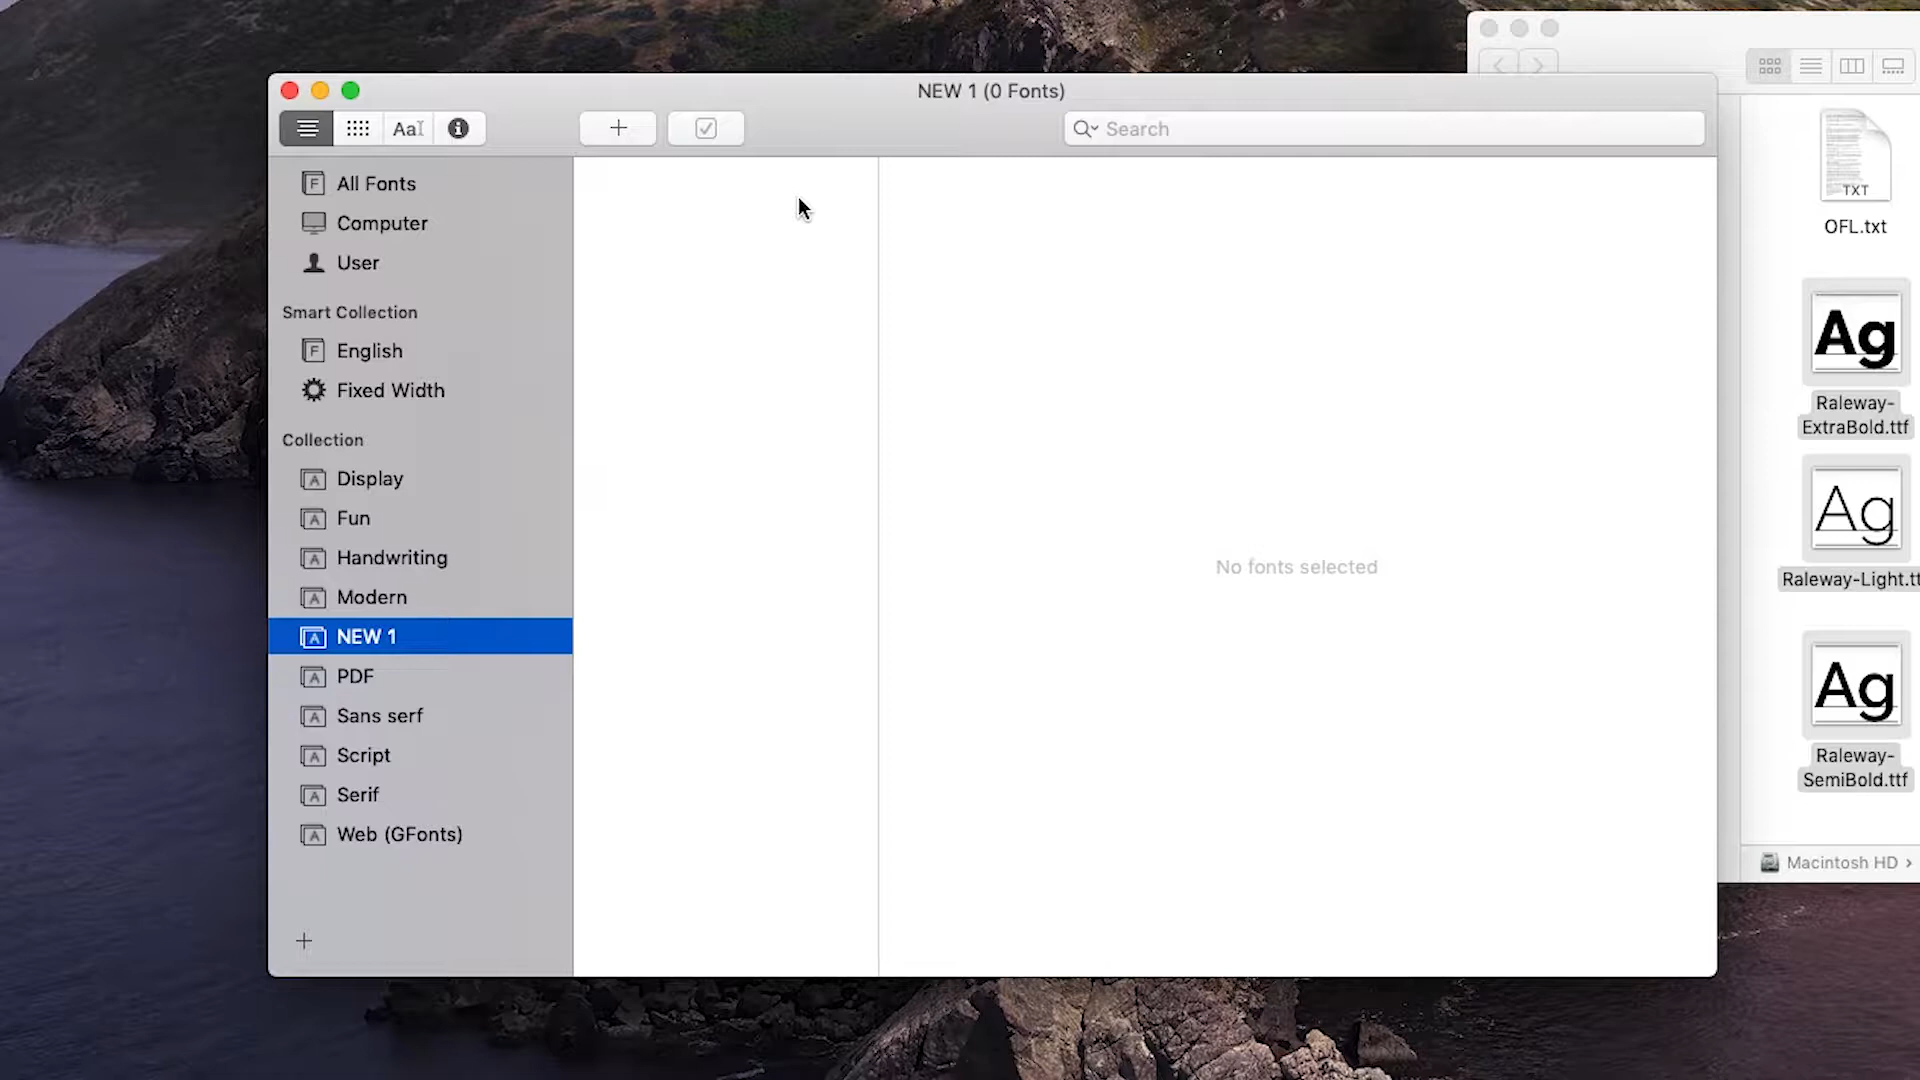 NEW 1 (0 Fonts)
Aa
Search
All Fonts
Computer
User
Smart Collection
English
Fixed Width
Collection
Display
Fun
Handwriting
Modern
NEW 1
PDF
Sans serif
Script
Serif
Web (GFonts)
No fonts selected
TXT
OFL.txt
Ag
Raleway-
ExtraBold.ttf
Ag
Raleway-Light.tt
Ag
Raleway-
SemiBold.ttf
Macintosh HD